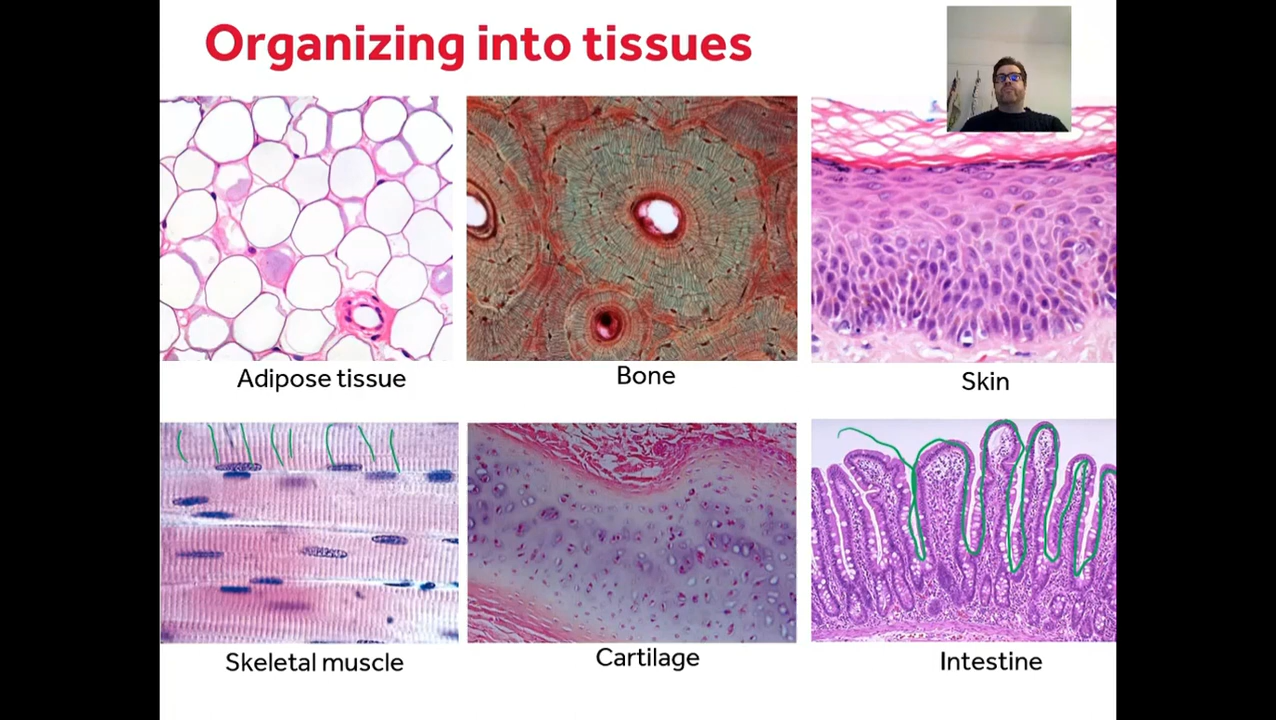 Organizing into tissues
Adipose tissue
Bone
Skin
Skeletal muscle
Cartilage
Intestine